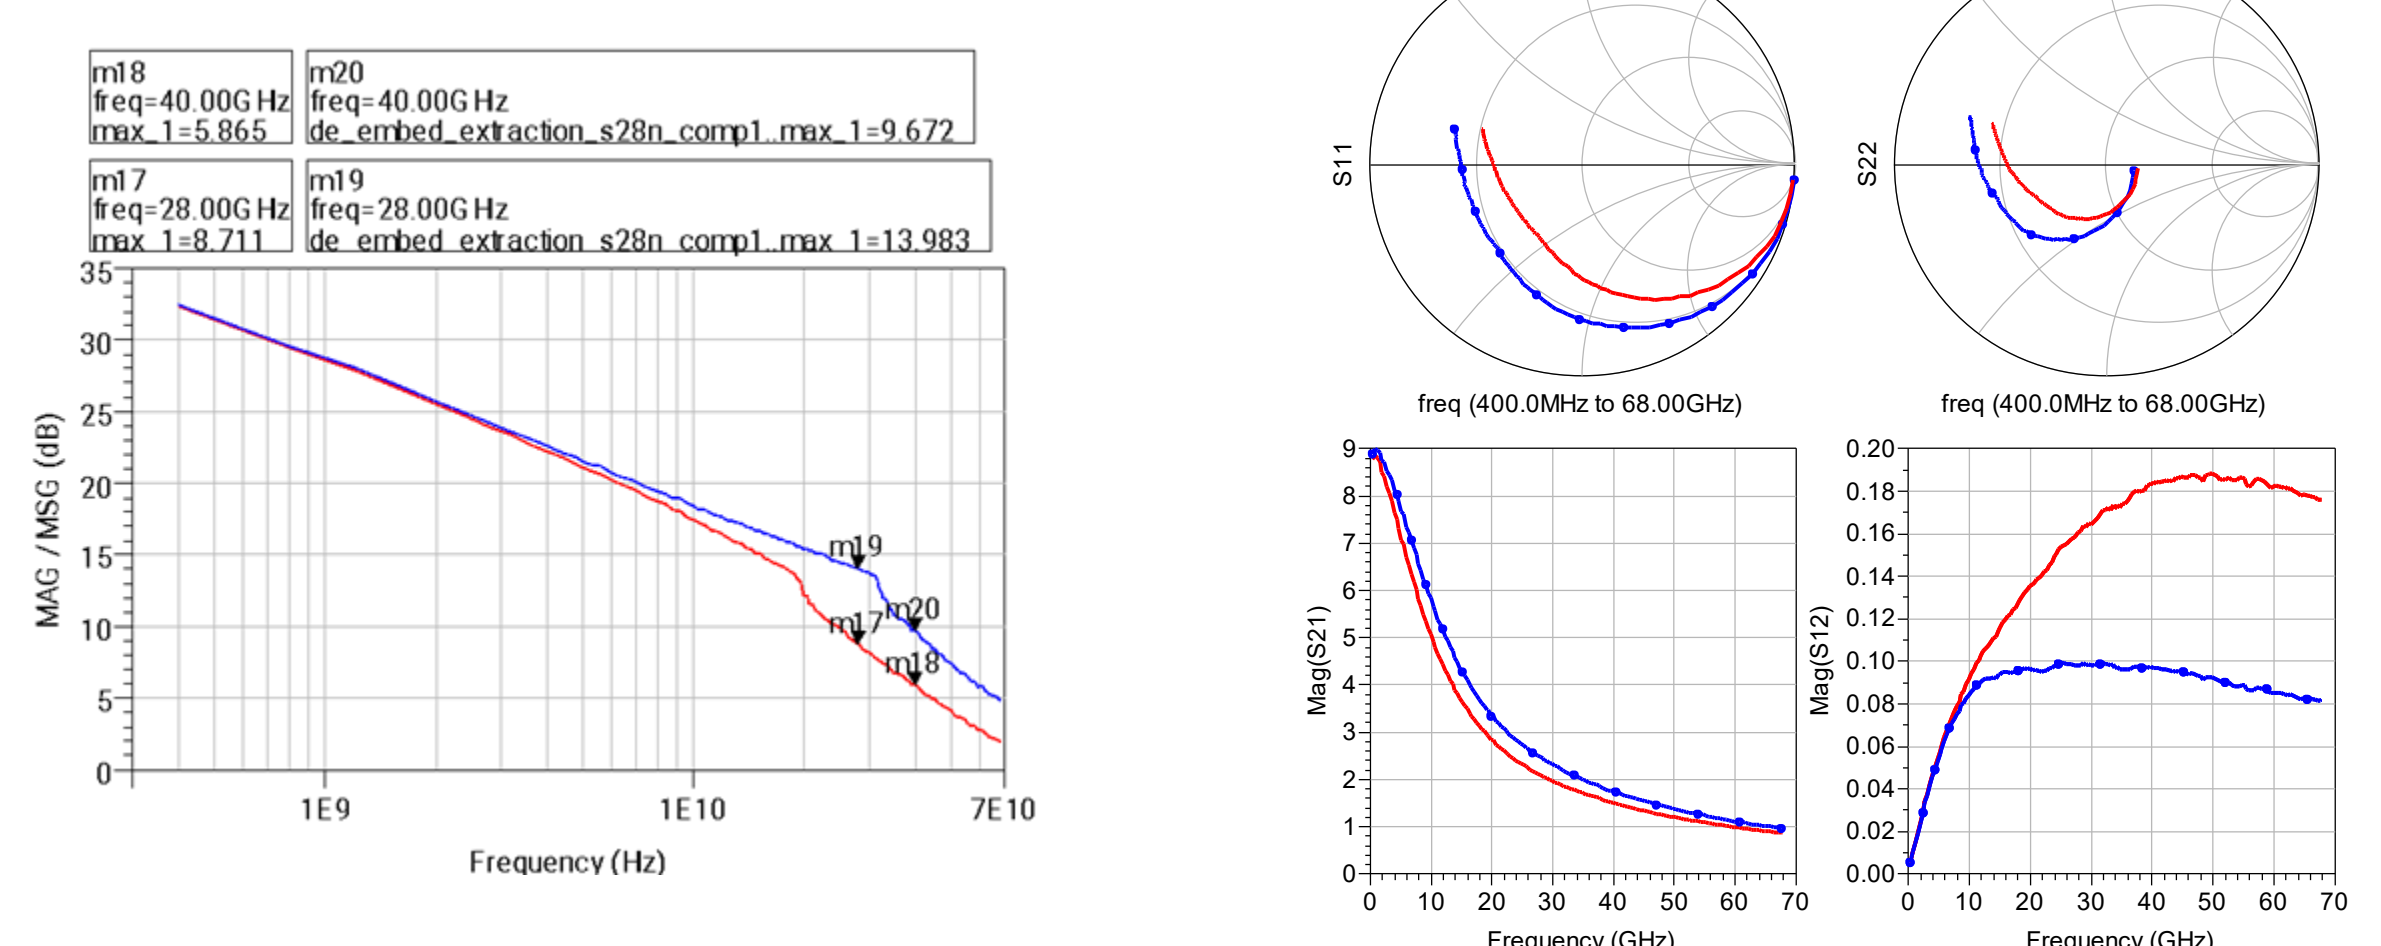 m18
freq=40.00GHz
max_1=5.865
m20
freq=40.00GHz
de_embed_extraction_s28n_comp1..max_1=9.672
m17
freq=28.00GHz
max_1=8.711
m19
freq=28.00GHz
de_embed_extraction_s28n_comp1..max_1=13.983
MAG / MSG (dB)
35
30
25
20
15
10
5
0
m19
m17
m20
m18
1E9
1E10
7E10
Frequency (Hz)
S11
freq (400.0MHz to 68.00GHz)
S22
freq (400.0MHz to 68.00GHz)
Mag(S21)
9
8
7
6
5
4
3
2
1
0
0 10 20 30 40 50 60 70
Frequency (GHz)
Mag(S12)
0.20
0.18
0.16
0.14
0.12
0.10
0.08
0.06
0.04
0.02
0.00
0 10 20 30 40 50 60 70
Frequency (GHz)